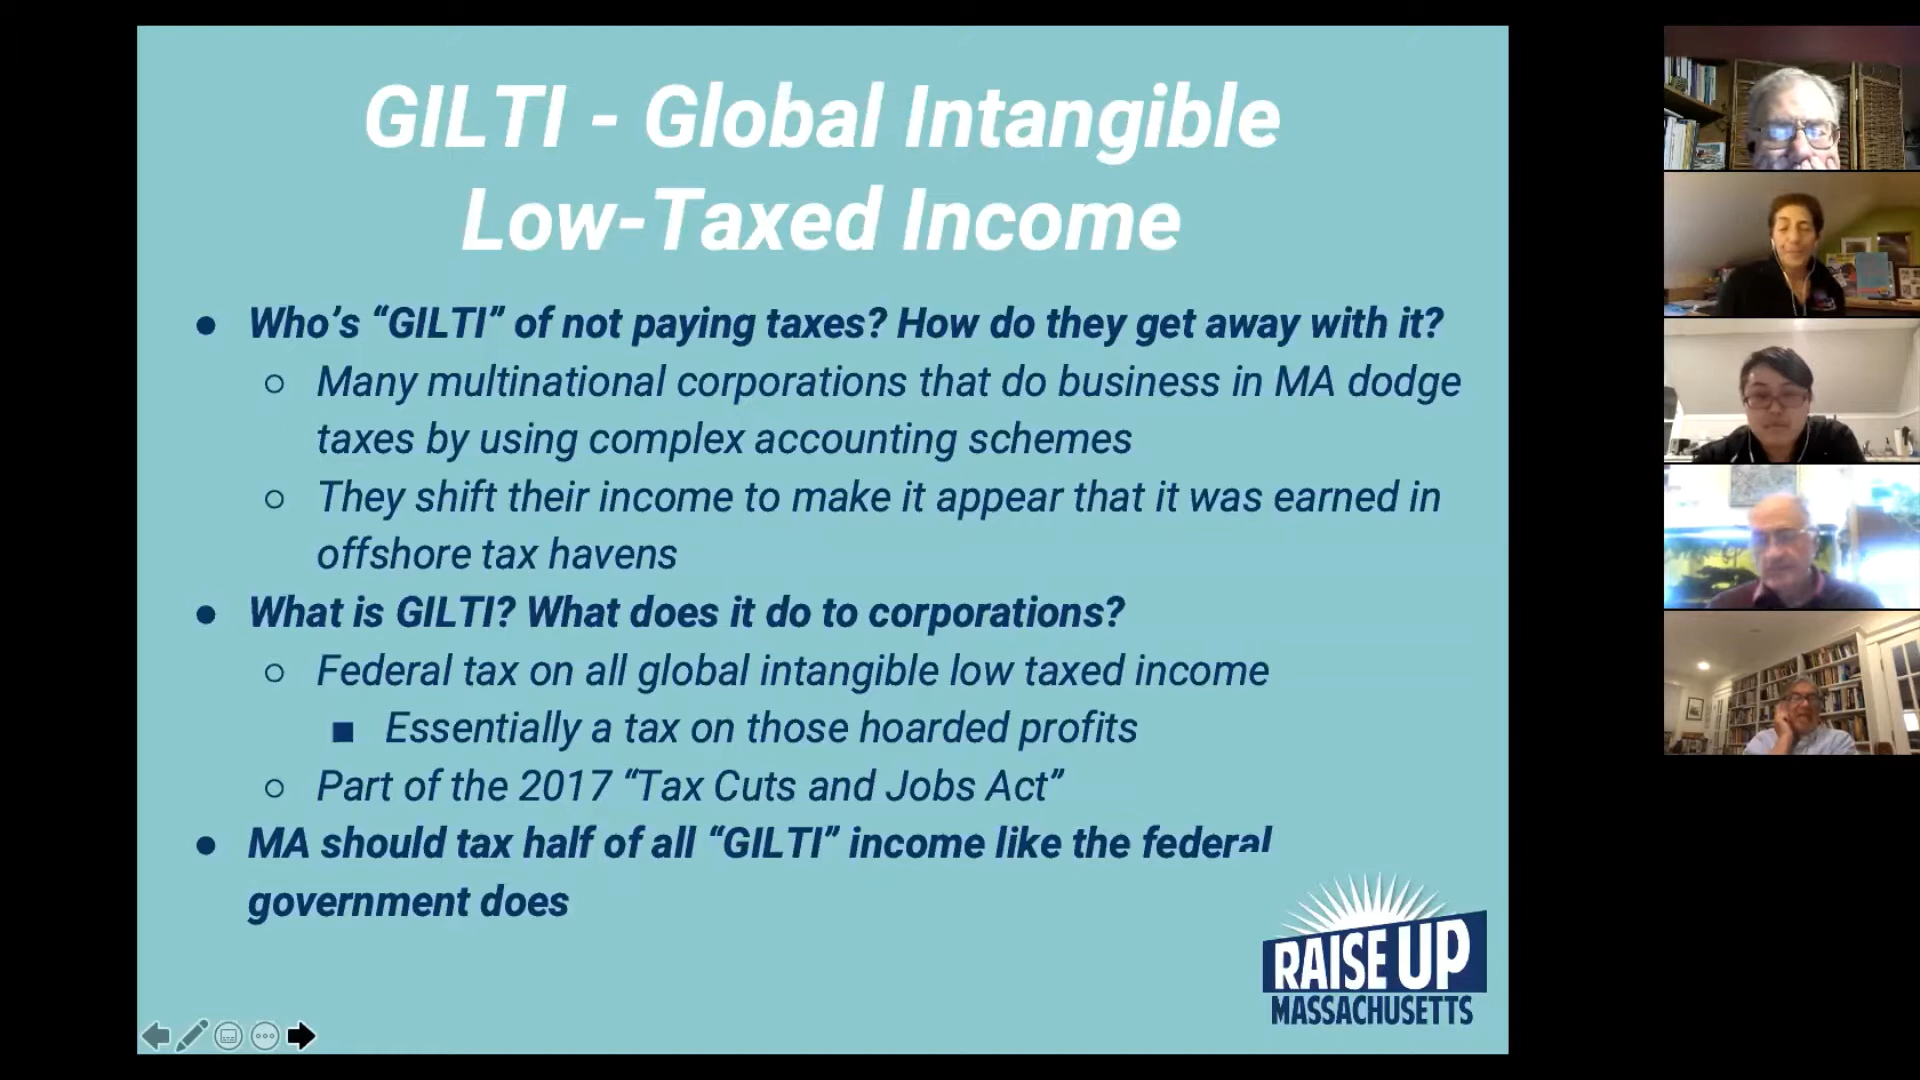 GILTI - Global Intangible
Low-Taxed Income
● Who’s “GILTI” of not paying taxes? How do they get away with it?
○ Many multinational corporations that do business in MA dodge
taxes by using complex accounting schemes
○ They shift their income to make it appear that it was earned in
offshore tax havens
● What is GILTI? What does it do to corporations?
○ Federal tax on all global intangible low taxed income
■ Essentially a tax on those hoarded profits
○ Part of the 2017 “Tax Cuts and Jobs Act”
● MA should tax half of all “GILTI” income like the federal
government does
RAISE UP
MASSACHUSETTS